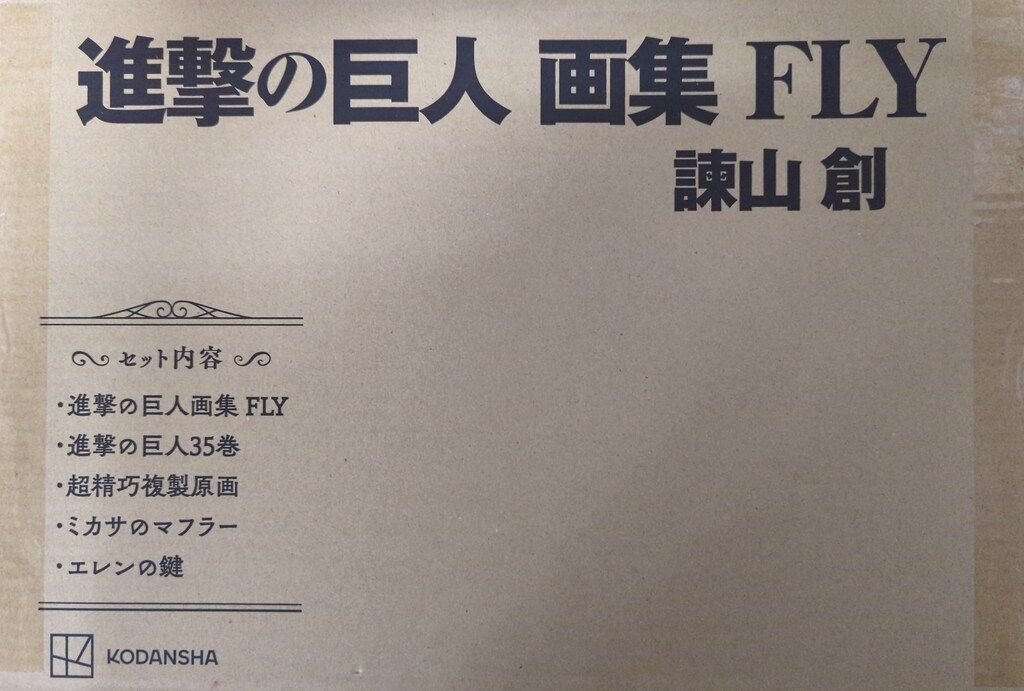 進撃の巨人 画集 FLY
諫山 創
セット内容
・進撃の巨人画集 FLY
・進撃の巨人35巻
・超精巧複製原画
・ミカサのマフラー
・エレンの鍵
KODANSHA